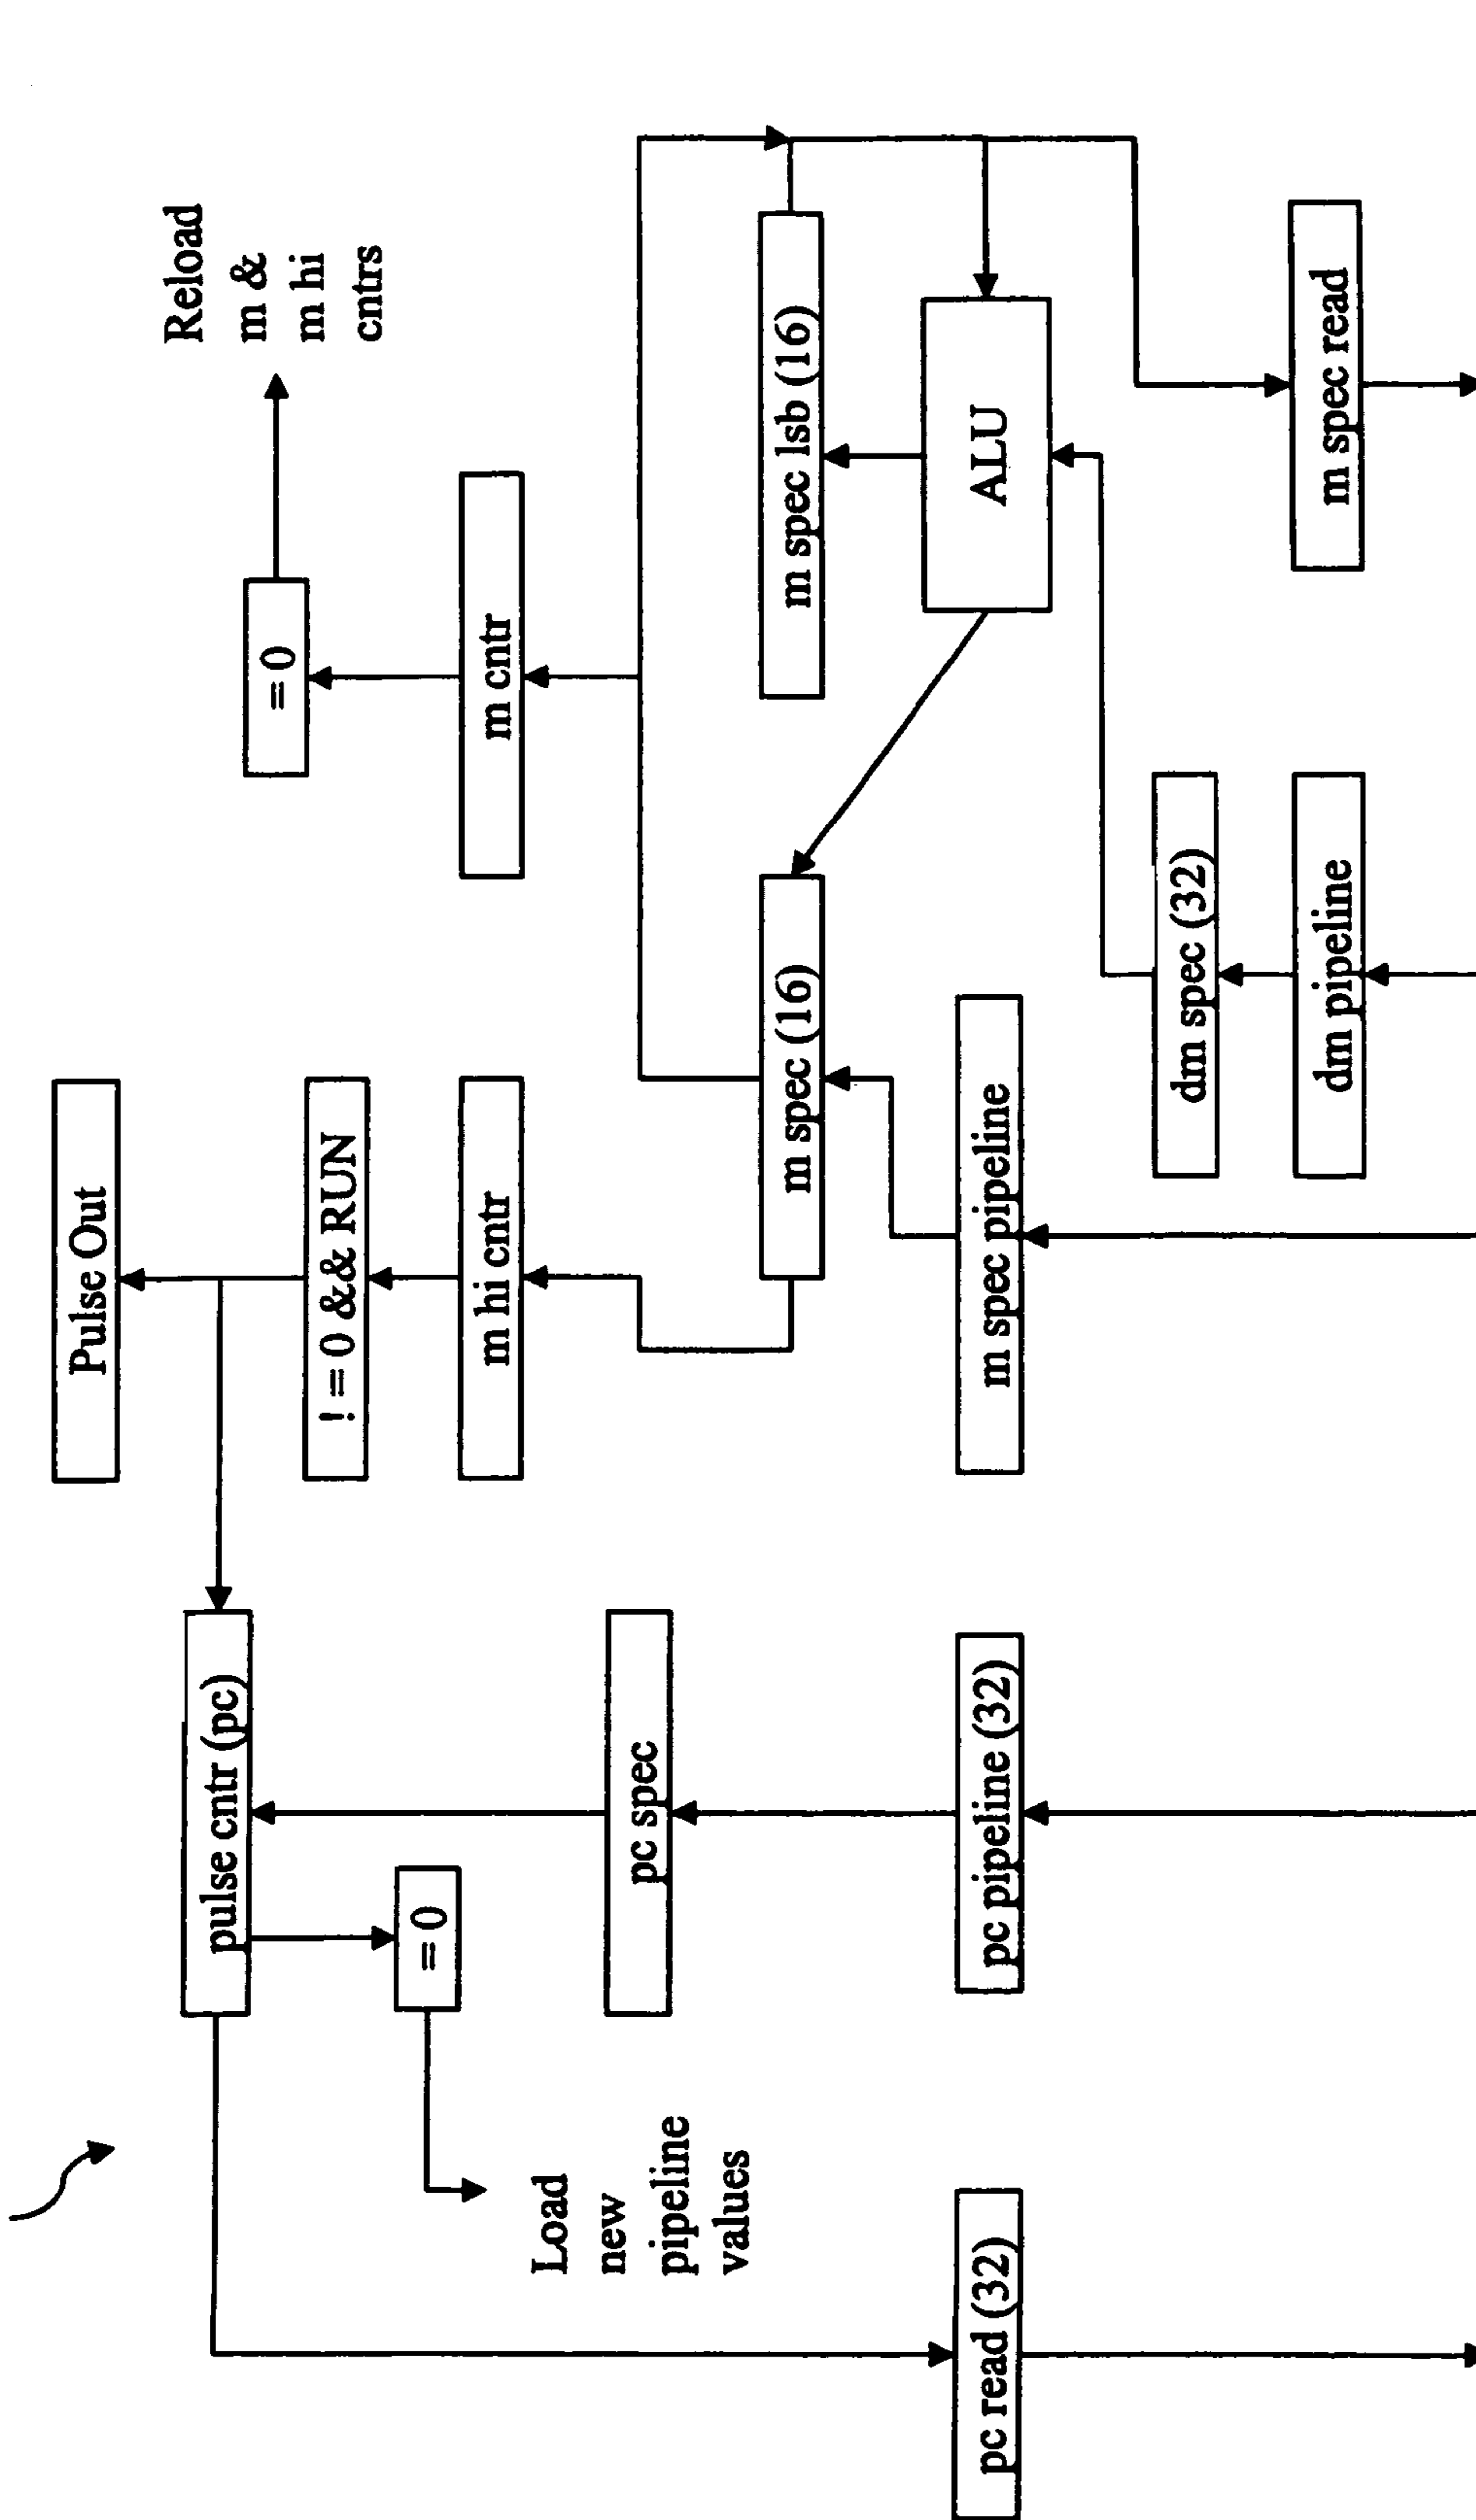 Pulse Out
pulse cntr (pc)
= 0
Reload
m &
m hi
cntrs
! = 0 && RUN
= 0
m hi cntr
m cntr
Load
new
pipeline
values
pc spec
m spec (16)
m spec lsb (16)
pc read (32)
pc pipeline (32)
m spec pipeline
ALU
dm spec (32)
dm pipeline
m spec read